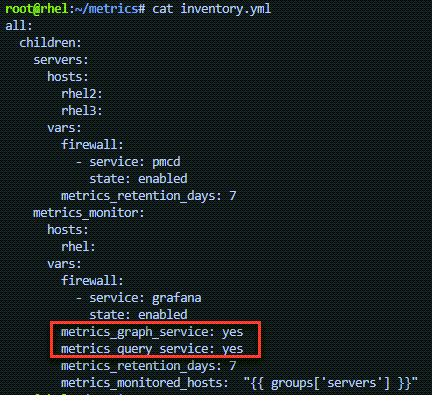 root@rhel:~/metrics# cat inventory.yml
all:
  children:
    servers:
      hosts:
        rhel2:
        rhel3:
      vars:
        firewall:
          - service: pmcd
            state: enabled
        metrics_retention_days: 7
    metrics_monitor:
      hosts:
        rhel:
      vars:
        firewall:
          - service: grafana
            state: enabled
        metrics_graph_service: yes
        metrics_query_service: yes
        metrics_retention_days: 7
        metrics_monitored_hosts:  "{{ groups['servers'] }}"